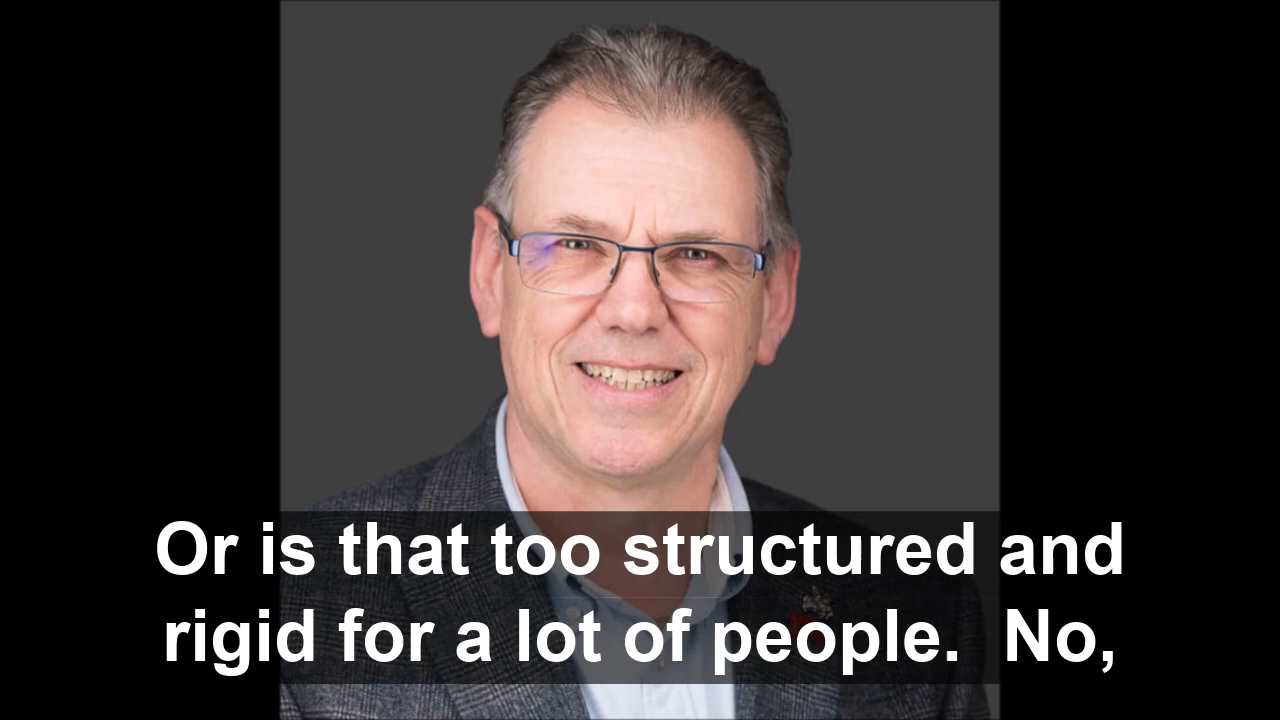 Or is that too structured and
rigid for a lot of people.  No,